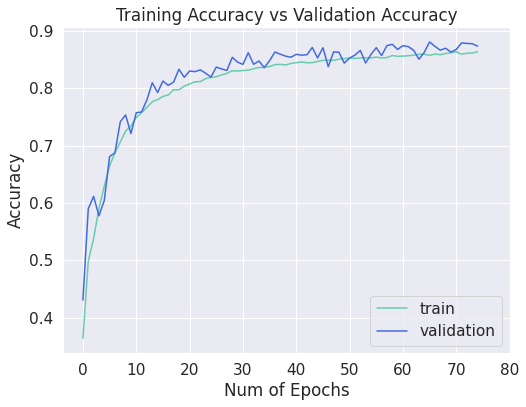 Training Accuracy vs Validation Accuracy
0.9
0.8
0.7
0.6
0.5
0.4
Accuracy
0 10 20 30 40 50 60 70 80
Num of Epochs
train
validation